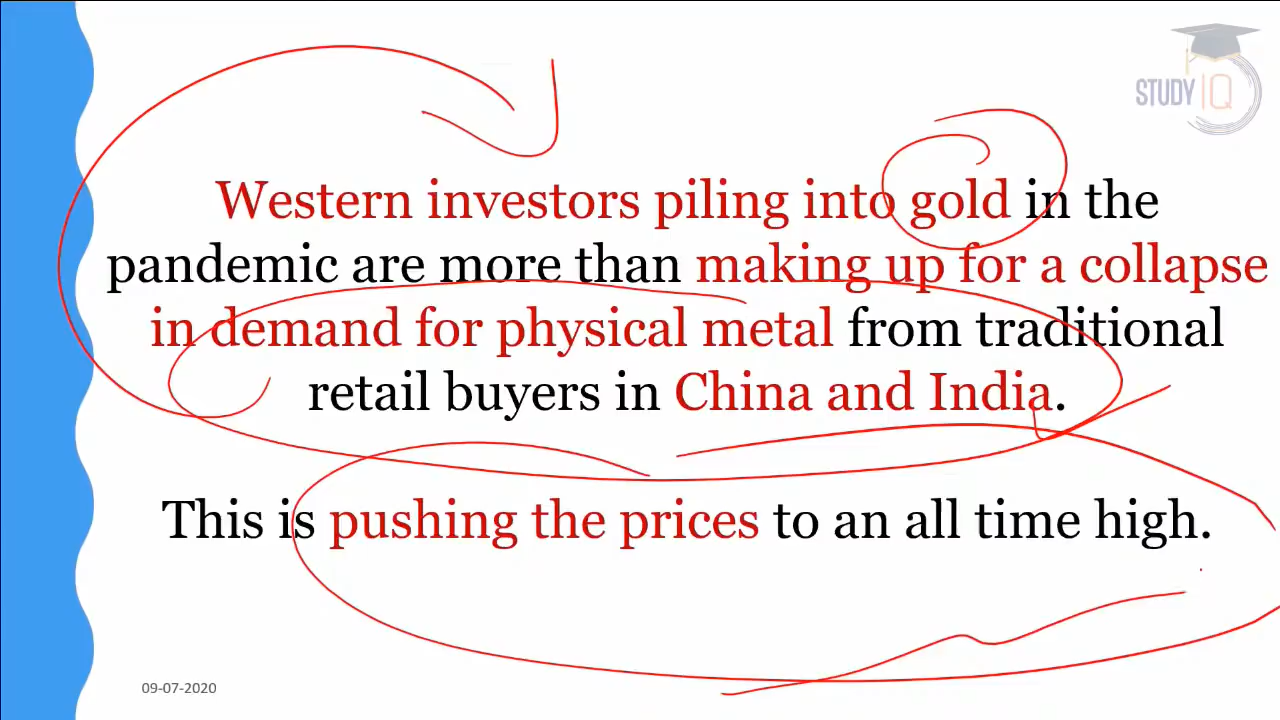 STUDY IQ
Western investors piling into gold in the
pandemic are more than making up for a collapse
in demand for physical metal from traditional
retail buyers in China and India.
This is pushing the prices to an all time high.
09-07-2020